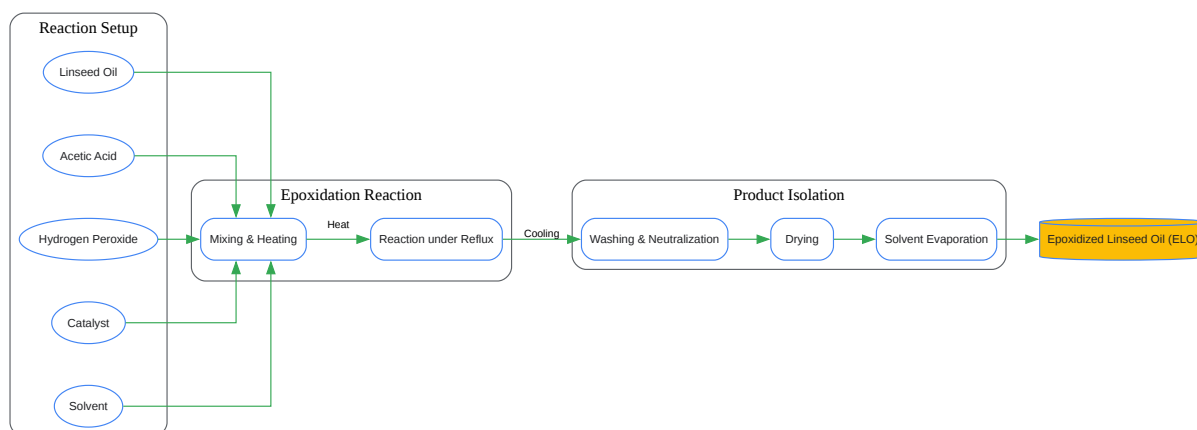 Reaction Setup
Linseed Oil
Acetic Acid
Hydrogen Peroxide
Catalyst
Solvent
Epoxidation Reaction
Mixing & Heating
Heat
Reaction under Reflux
Cooling
Product Isolation
Washing & Neutralization
Drying
Solvent Evaporation
Epoxidized Linseed Oil (ELO)